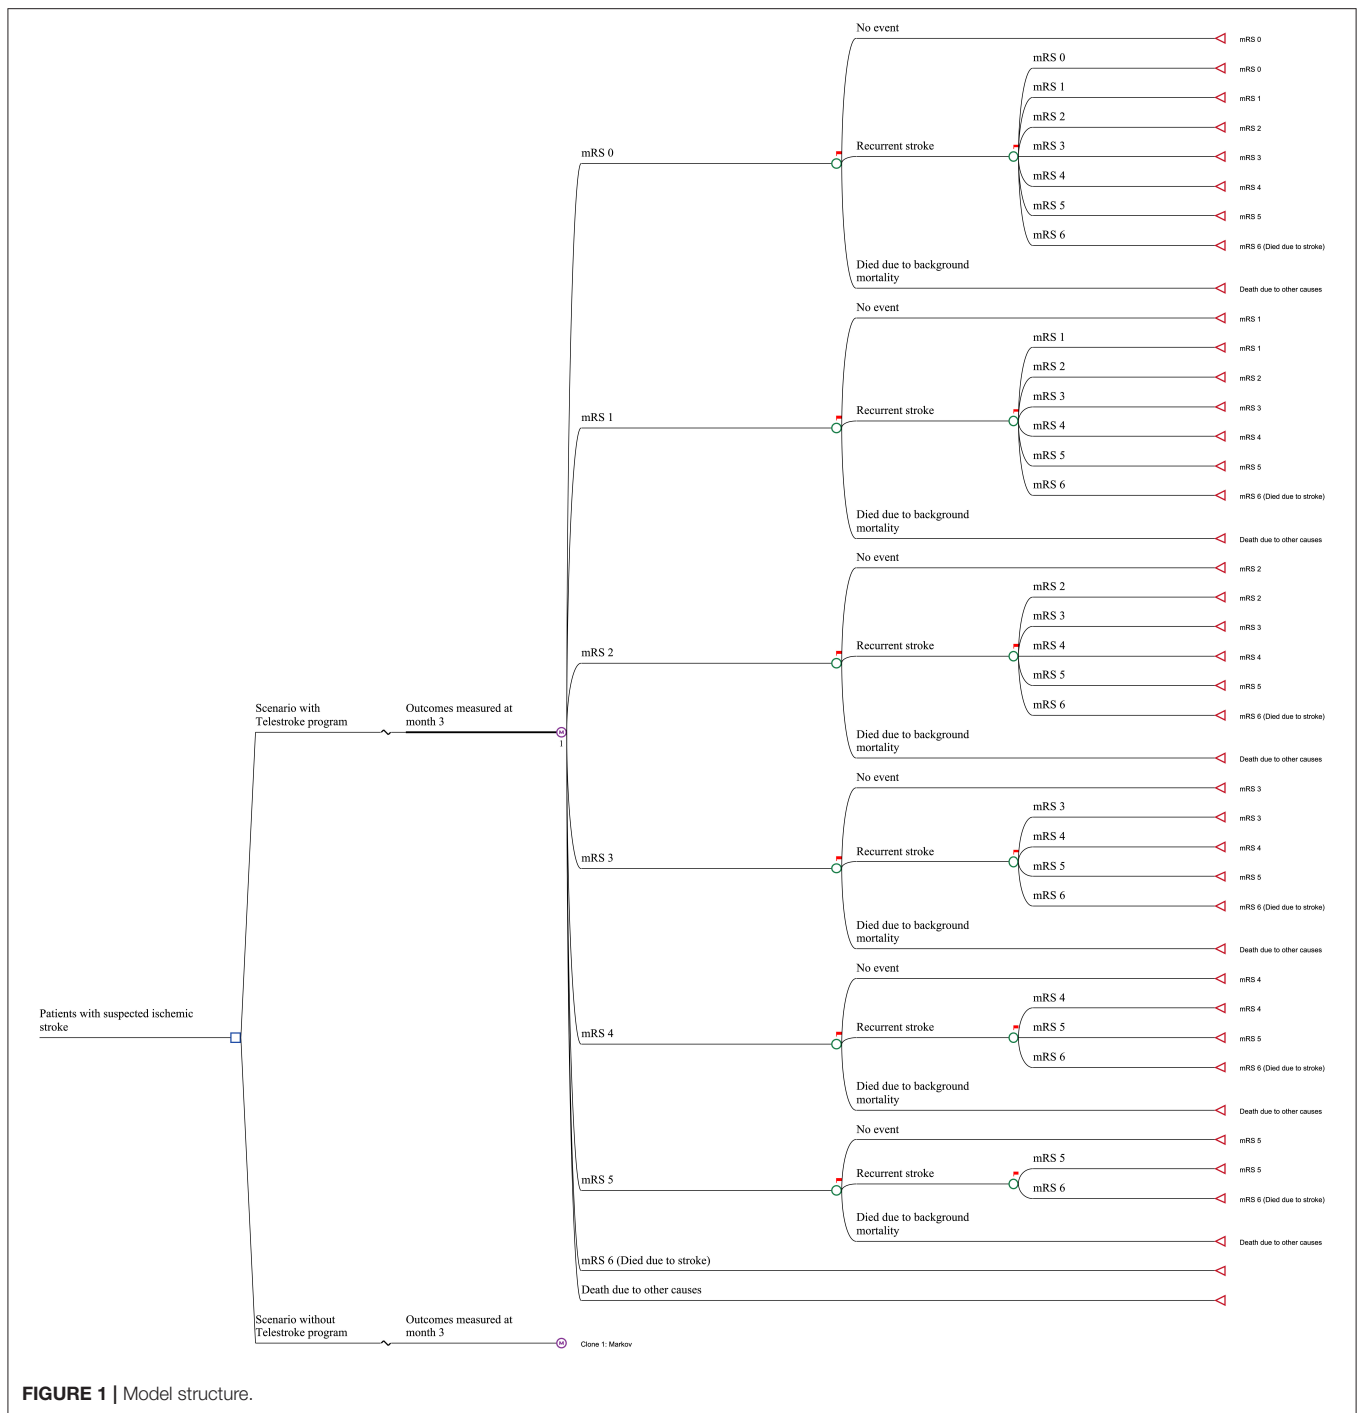 No event
mRS 0
mRS 0
mRS 0
mRS 1
mRS 1
mRS 2
mRS 2
mRS 0
Recurrent stroke
mRS 3
mRS 3
mRS 4
mRS 4
mRS 5
mRS 5
mRS 6
mRS 6 (Died due to stroke)
Died due to background
mortality
Death due to other causes
No event
mRS 1
mRS 1
mRS 1
mRS 2
mRS 2
mRS 1
Recurrent stroke
mRS 3
mRS 3
mRS 4
mRS 4
mRS 5
mRS 5
mRS 6
mRS 6 (Died due to stroke)
Died due to background
mortality
Death due to other causes
No event
mRS 2
mRS 2
mRS 2
mRS 3
mRS 3
mRS 2
Recurrent stroke
mRS 4
mRS 4
mRS 5
mRS 5
mRS 6
mRS 6 (Died due to stroke)
Scenario with
Telestroke program
Outcomes measured at
month 3
M
1
Died due to background
mortality
Death due to other causes
No event
mRS 3
mRS 3
mRS 3
mRS 4
mRS 4
mRS 3
Recurrent stroke
mRS 5
mRS 5
mRS 6
mRS 6 (Died due to stroke)
Died due to background
mortality
Death due to other causes
No event
mRS 4
mRS 4
mRS 4
Patients with suspected ischemic
stroke
mRS 4
Recurrent stroke
mRS 5
mRS 5
mRS 6
mRS 6 (Died due to stroke)
Died due to background
mortality
Death due to other causes
No event
mRS 5
mRS 5
mRS 5
mRS 5
Recurrent stroke
mRS 6
mRS 6 (Died due to stroke)
Died due to background
mortality
Death due to other causes
mRS 6 (Died due to stroke)
Death due to other causes
Scenario without
Telestroke program
Outcomes measured at
month 3
M
Clone 1: Markov
FIGURE 1 | Model structure.